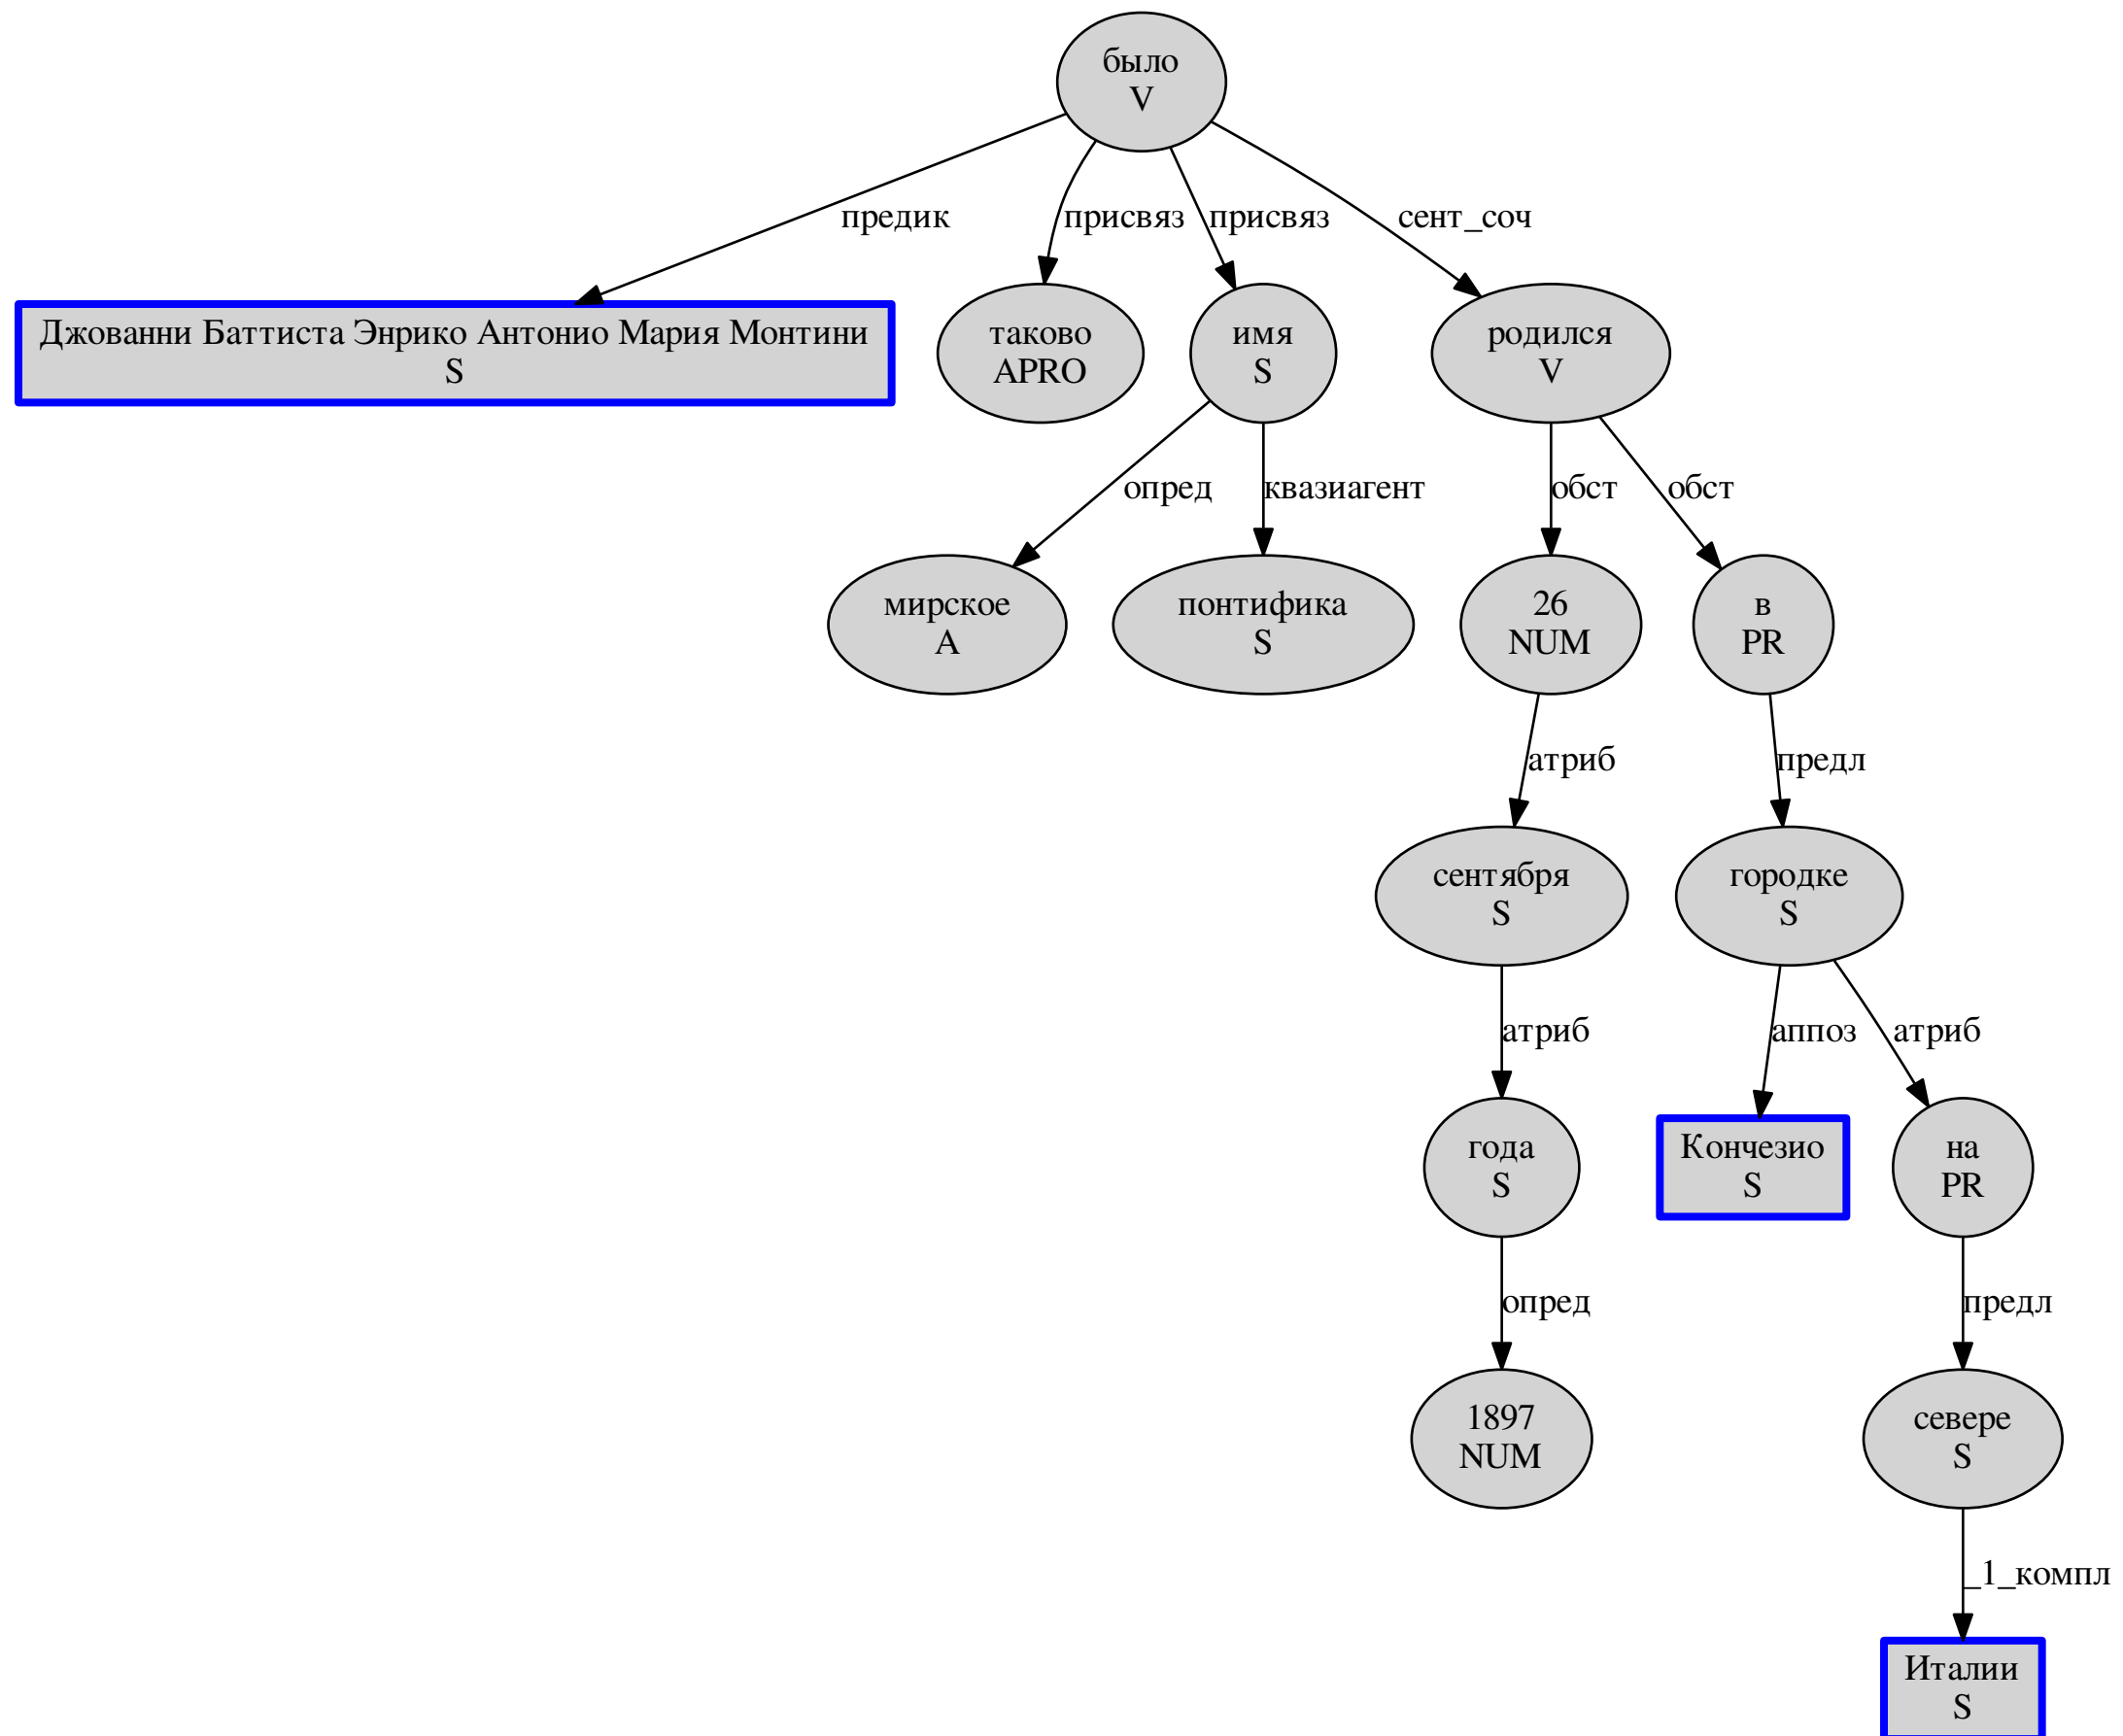 было
V
предик
присвяз
присвяз
сент_соч
Джованни Баттиста Энрико Антонио Мария Монтини
S
таково
APRO
имя
S
родился
V
опред
квазиагент
обст
обст
мирское
A
понтифика
S
26
NUM
в
PR
атриб
предл
сентября
S
городке
S
атриб
аппоз
атриб
года
S
Кончезио
S
на
PR
опред
предл
1897
NUM
севере
S
_1_компл
Италии
S